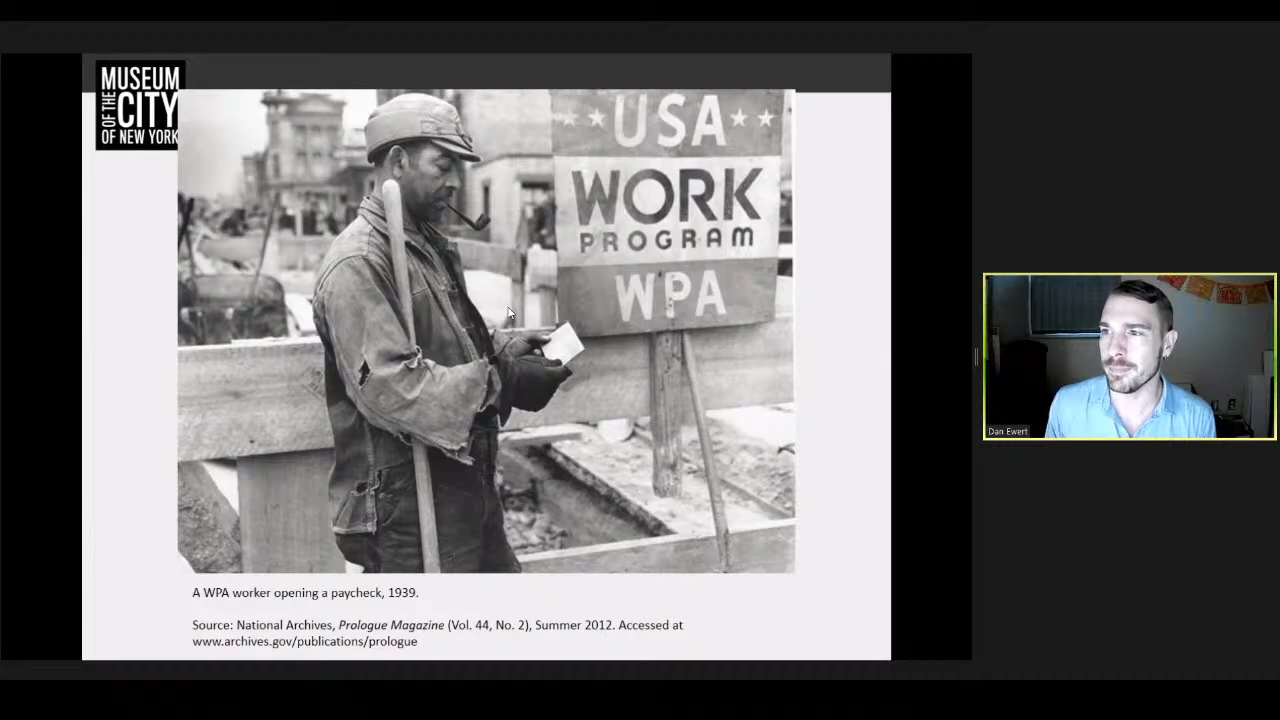 MUSEUM
OF THE
CITY
OF NEW YORK
★ ★ USA ★ ★
WORK
PROGRAM
WPA
A WPA worker opening a paycheck, 1939.
Source: National Archives, Prologue Magazine (Vol. 44, No. 2), Summer 2012. Accessed at
www.archives.gov/publications/prologue
Dan Ewert